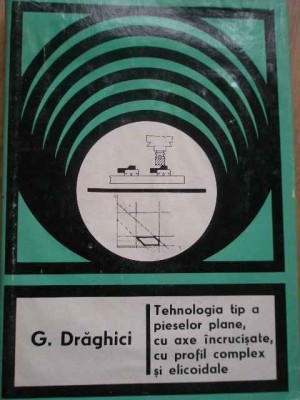 G. Drăghici
Tehnologia tip a
pieselor plane,
cu axe încrucișate,
cu profil complex
și elicoidale